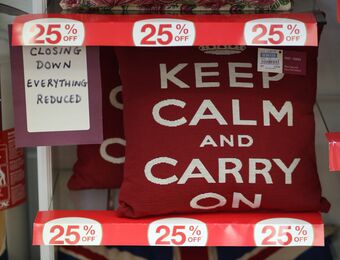 25% OFF
25% OFF
25% OFF
CLOSING
DOWN
EVERYTHING
REDUCED
KEEP
CALM
AND
CARRY
ON
25% OFF
25% OFF
25% OFF